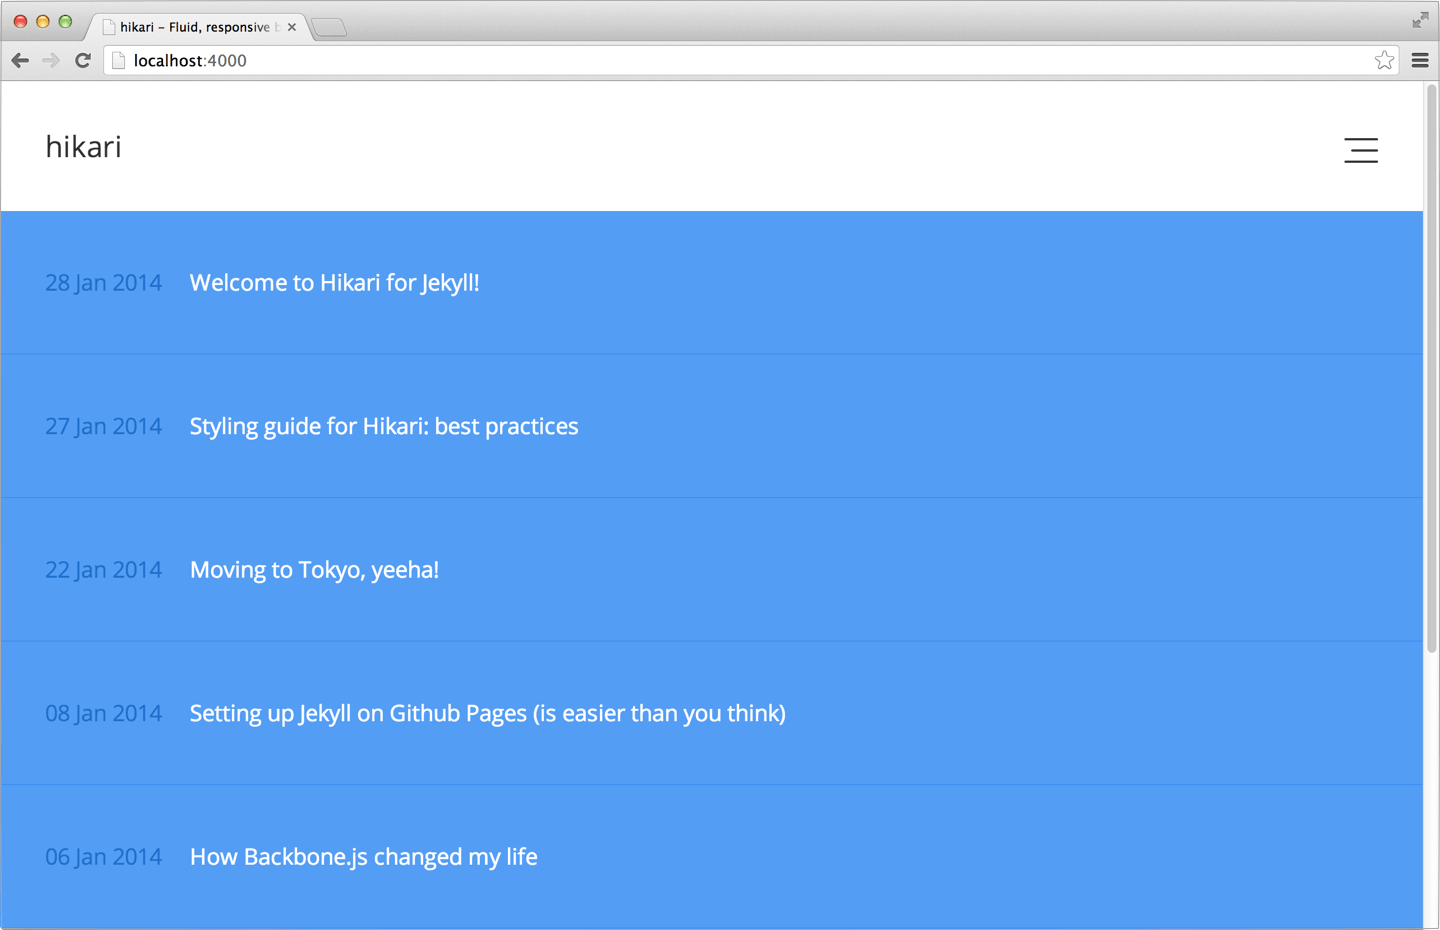 hikari – Fluid, responsive
localhost:4000
hikari
28 Jan 2014 Welcome to Hikari for Jekyll!
27 Jan 2014 Styling guide for Hikari: best practices
22 Jan 2014 Moving to Tokyo, yeeha!
08 Jan 2014 Setting up Jekyll on Github Pages (is easier than you think)
06 Jan 2014 How Backbone.js changed my life